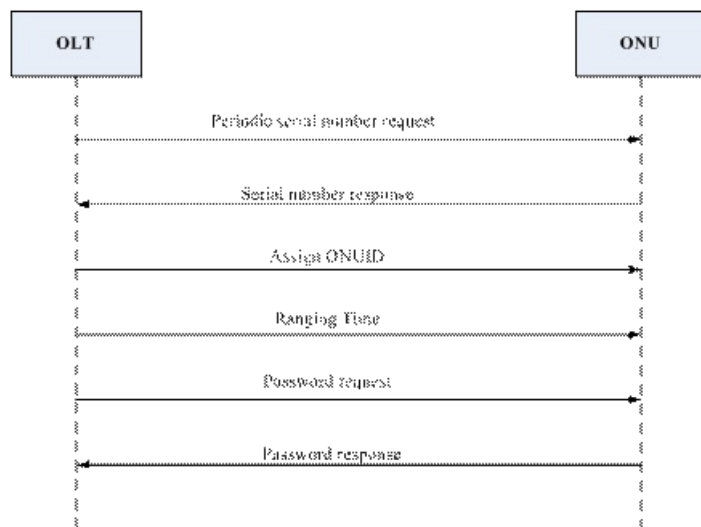 OLT
ONU
Periodic serial number request
Serial number response
Assign ONUID
Ranging Time
Password request
Password response